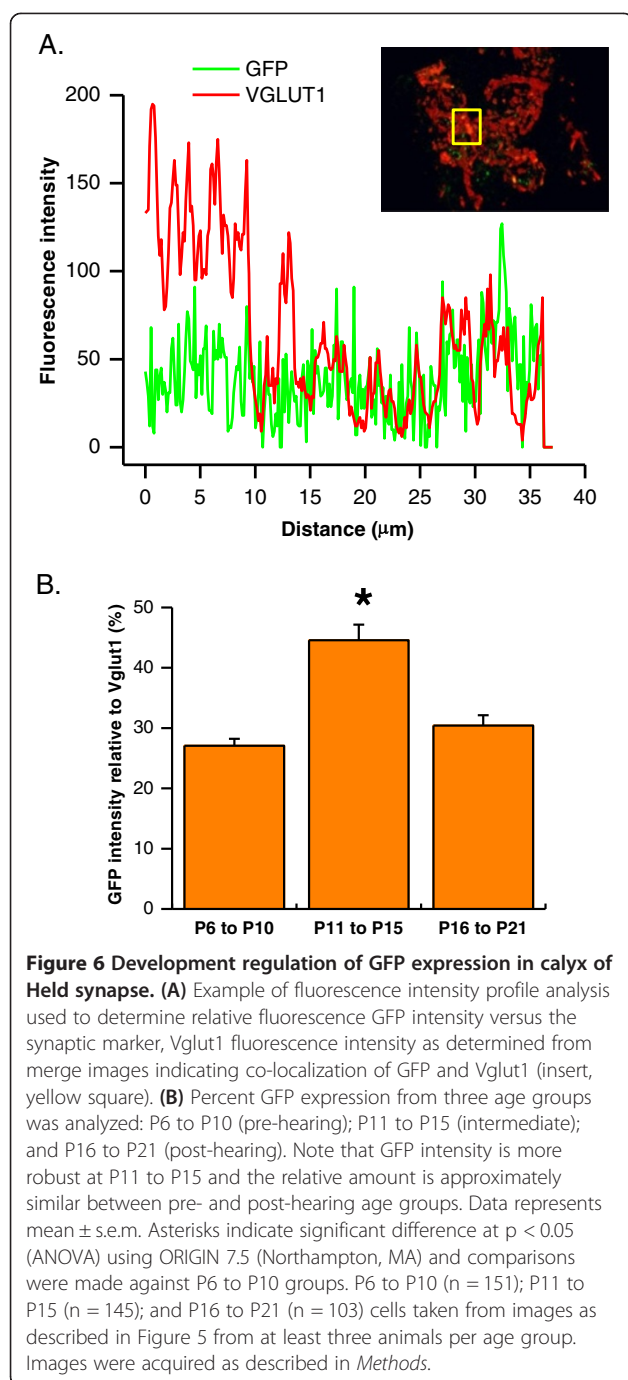 A.
GFP
VGLUT1
200
150
100
50
0
Fluorescence intensity
0 5 10 15 20 25 30 35 40
Distance (μm)
B.
*
50
40
30
20
10
0
GFP intensity relative to Vglut1 (%)
P6 to P10 P11 to P15 P16 to P21
Figure 6 Development regulation of GFP expression in calyx of
Held synapse. (A) Example of fluorescence intensity profile analysis
used to determine relative fluorescence GFP intensity versus the
synaptic marker, Vglut1 fluorescence intensity as determined from
merge images indicating co-localization of GFP and Vglut1 (insert,
yellow square). (B) Percent GFP expression from three age groups
was analyzed: P6 to P10 (pre-hearing); P11 to P15 (intermediate);
and P16 to P21 (post-hearing). Note that GFP intensity is more
robust at P11 to P15 and the relative amount is approximately
similar between pre- and post-hearing age groups. Data represents
mean ± s.e.m. Asterisks indicate significant difference at p < 0.05
(ANOVA) using ORIGIN 7.5 (Northampton, MA) and comparisons
were made against P6 to P10 groups. P6 to P10 (n = 151); P11 to
P15 (n = 145); and P16 to P21 (n = 103) cells taken from images as
described in Figure 5 from at least three animals per age group.
Images were acquired as described in Methods.